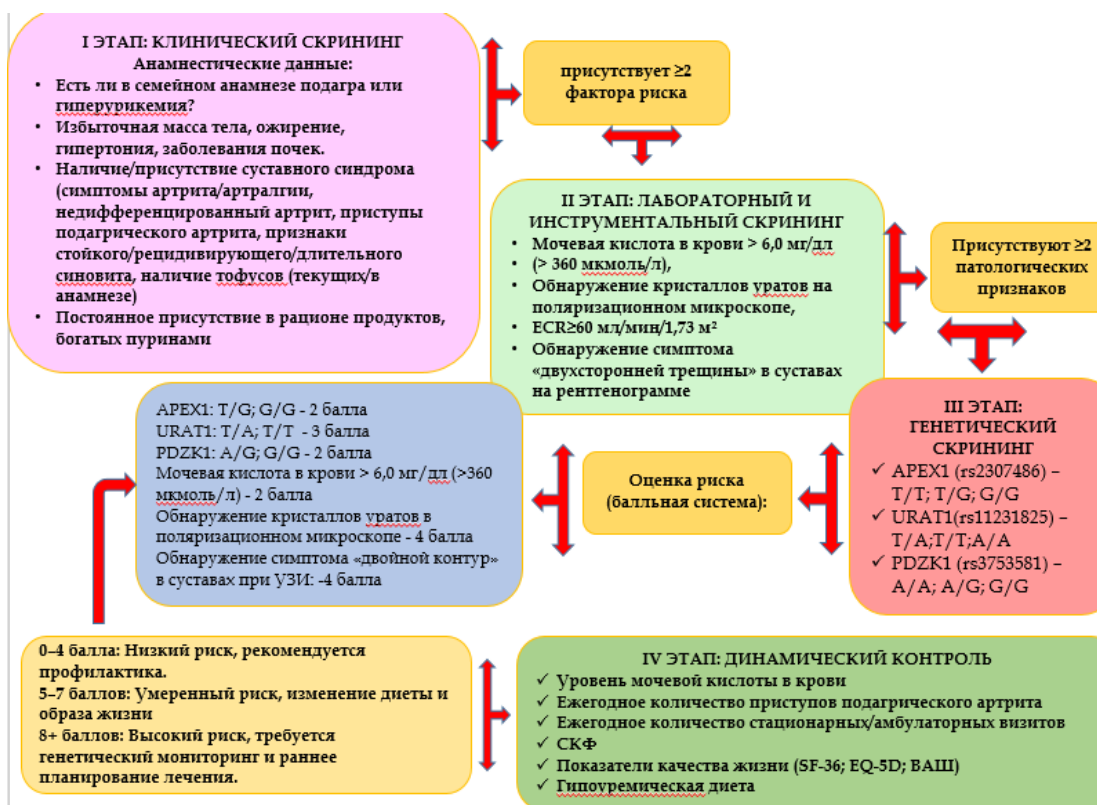 I ЭТАП: КЛИНИЧЕСКИЙ СКРИНИНГ
Анамнестические данные:
• Есть ли в семейном анамнезе подагра или
гиперурикемия?
• Избыточная масса тела, ожирение,
гипертония, заболевания почек.
• Наличие/присутствие суставного синдрома
(симптомы артрита/артралгии,
недифференцированный артрит, приступы
подагрического артрита, признаки
стойкого/рецидивирующего/длительного
синовита, наличие тофусов (текущих/в
анамнезе)
• Постоянное присутствие в рационе продуктов,
богатых пуринами
присутствует ≥2
фактора риска
II ЭТАП: ЛАБОРАТОРНЫЙ И
ИНСТРУМЕНТАЛЬНЫЙ СКРИНИНГ
• Мочевая кислота в крови > 6,0 мг/дл
• (> 360 мкмоль/л),
• Обнаружение кристаллов уратов на
поляризационном микроскопе,
• ECR≥60 мл/мин/1,73 м²
• Обнаружение симптома
«двухсторонней трещины» в суставах
на рентгенограмме
Присутствуют ≥2
патологических
признаков
III ЭТАП:
ГЕНЕТИЧЕСКИЙ
СКРИНИНГ
✓ APEX1 (rs2307486) –
T/T; T/G; G/G
✓ URAT1(rs11231825) –
T/A;T/T;A/A
✓ PDZK1 (rs3753581) –
A/A; A/G; G/G
Оценка риска
(балльная система):
APEX1: T/G; G/G - 2 балла
URAT1: T/A; T/T - 3 балла
PDZK1: A/G; G/G - 2 балла
Мочевая кислота в крови > 6,0 мг/дл (>360
мкмоль/л) - 2 балла
Обнаружение кристаллов уратов в
поляризационном микроскопе - 4 балла
Обнаружение симптома «двойной контур»
в суставах при УЗИ: -4 балла
0–4 балла: Низкий риск, рекомендуется
профилактика.
5–7 баллов: Умеренный риск, изменение диеты и
образа жизни
8+ баллов: Высокий риск, требуется
генетический мониторинг и раннее
планирование лечения.
IV ЭТАП: ДИНАМИЧЕСКИЙ КОНТРОЛЬ
✓ Уровень мочевой кислоты в крови
✓ Ежегодное количество приступов подагрического артрита
✓ Ежегодное количество стационарных/амбулаторных визитов
✓ СКФ
✓ Показатели качества жизни (SF-36; EQ-5D; ВАШ)
✓ Гипоуремическая диета